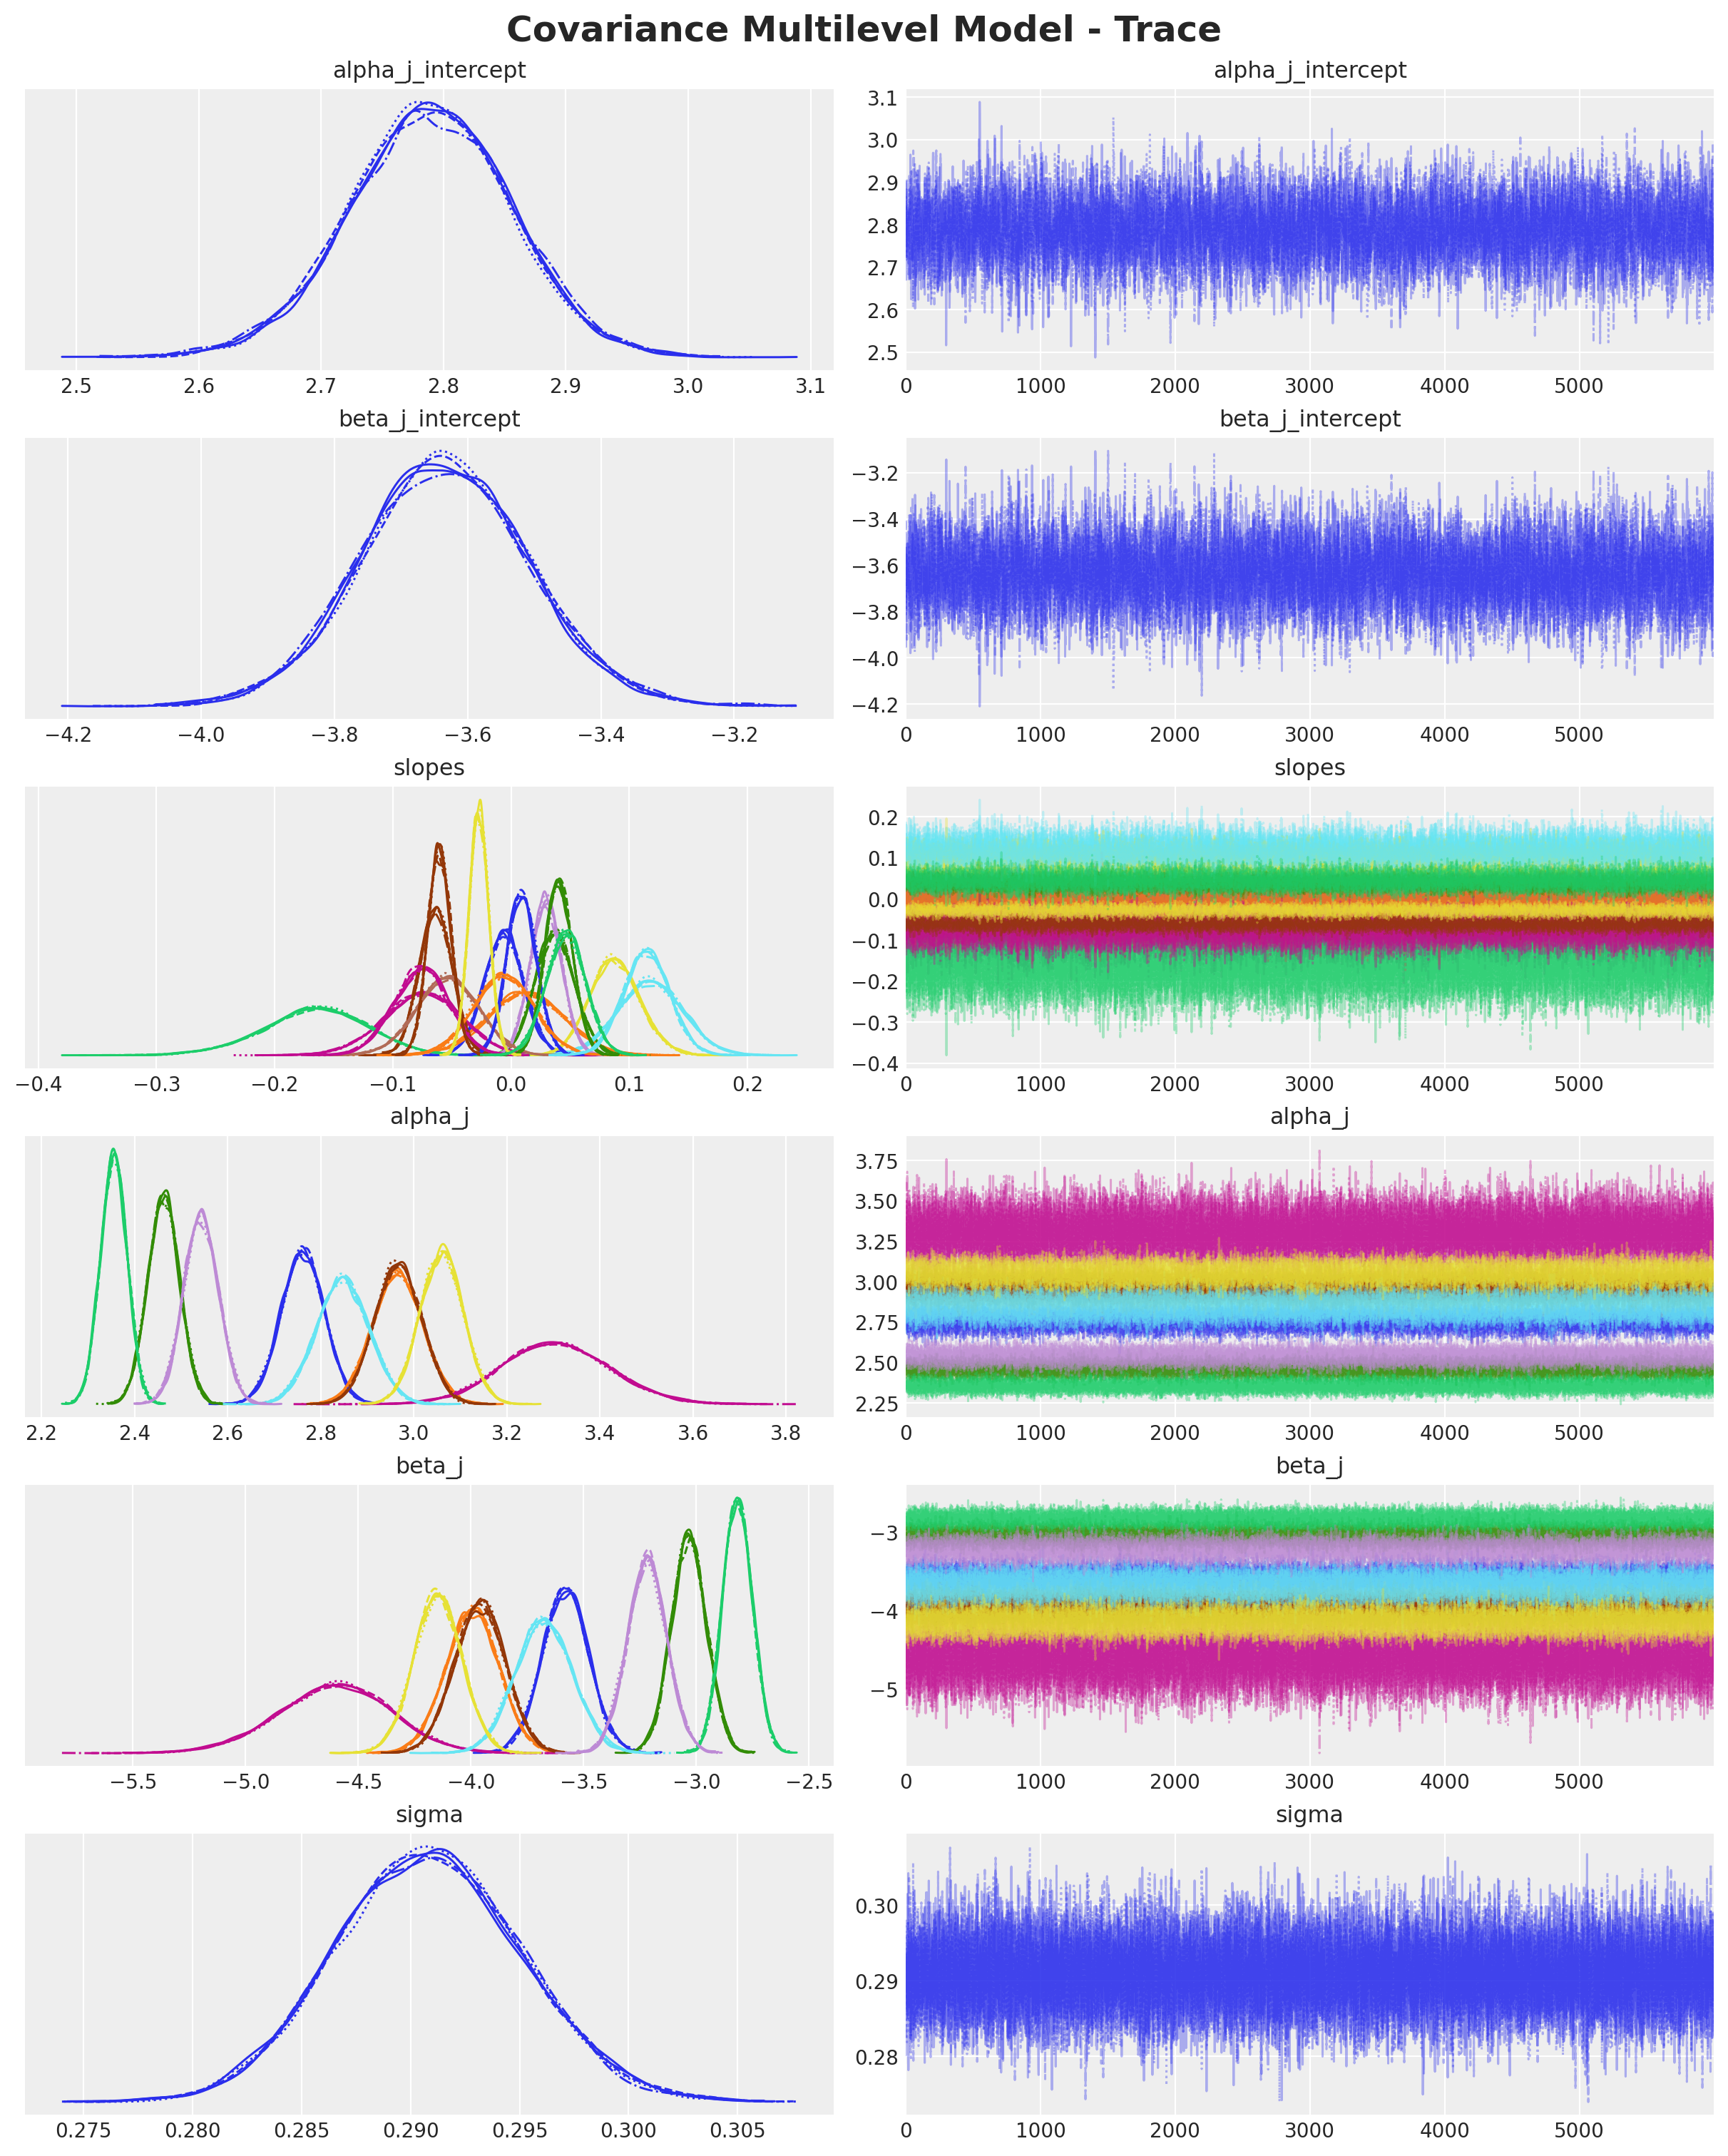 Covariance Multilevel Model - Trace
alpha_j_intercept
alpha_j_intercept
3.1
3.0
2.9
2.8
2.7
2.6
2.5
2.5 2.6 2.7 2.8 2.9 3.0 3.1
0 1000 2000 3000 4000 5000
beta_j_intercept
beta_j_intercept
−3.2
−3.4
−3.6
−3.8
−4.0
−4.2
−4.2 −4.0 −3.8 −3.6 −3.4 −3.2
0 1000 2000 3000 4000 5000
slopes
slopes
0.2
0.1
0.0
−0.1
−0.2
−0.3
−0.4
−0.4 −0.3 −0.2 −0.1 0.0 0.1 0.2
0 1000 2000 3000 4000 5000
alpha_j
alpha_j
3.75
3.50
3.25
3.00
2.75
2.50
2.25
2.2 2.4 2.6 2.8 3.0 3.2 3.4 3.6 3.8
0 1000 2000 3000 4000 5000
beta_j
beta_j
−3
−4
−5
−5.5 −5.0 −4.5 −4.0 −3.5 −3.0 −2.5
0 1000 2000 3000 4000 5000
sigma
sigma
0.30
0.29
0.28
0.275 0.280 0.285 0.290 0.295 0.300 0.305
0 1000 2000 3000 4000 5000